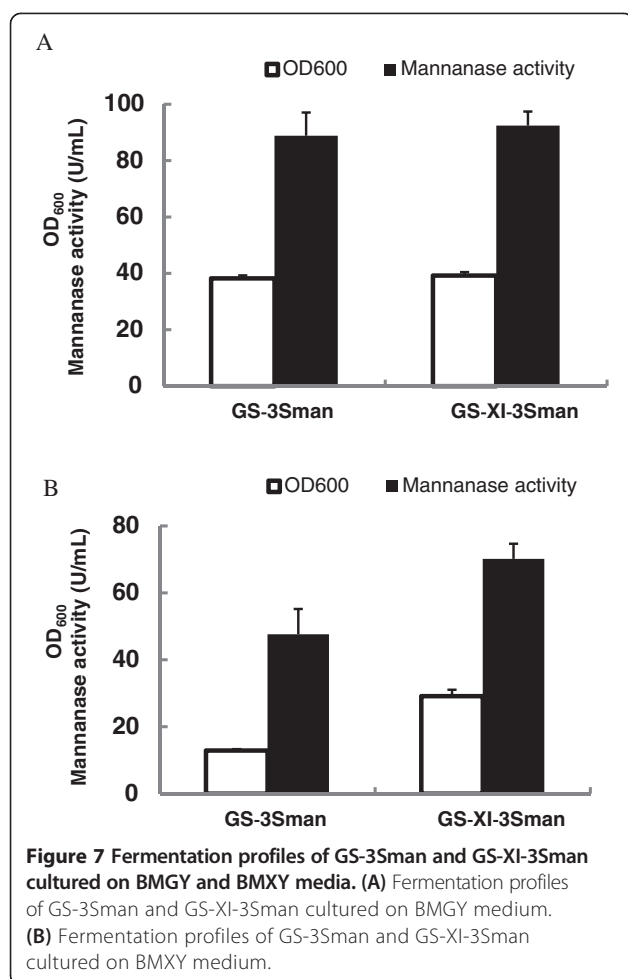 A
OD600 Mannanase activity
100
80
60
40
20
0
OD600
Mannanase activity (U/mL)
GS-3Sman GS-XI-3Sman
B
OD600 Mannanase activity
80
60
40
20
0
OD600
Mannanase activity (U/mL)
GS-3Sman GS-XI-3Sman
Figure 7 Fermentation profiles of GS-3Sman and GS-XI-3Sman
cultured on BMGY and BMXY media. (A) Fermentation profiles
of GS-3Sman and GS-XI-3Sman cultured on BMGY medium.
(B) Fermentation profiles of GS-3Sman and GS-XI-3Sman
cultured on BMXY medium.